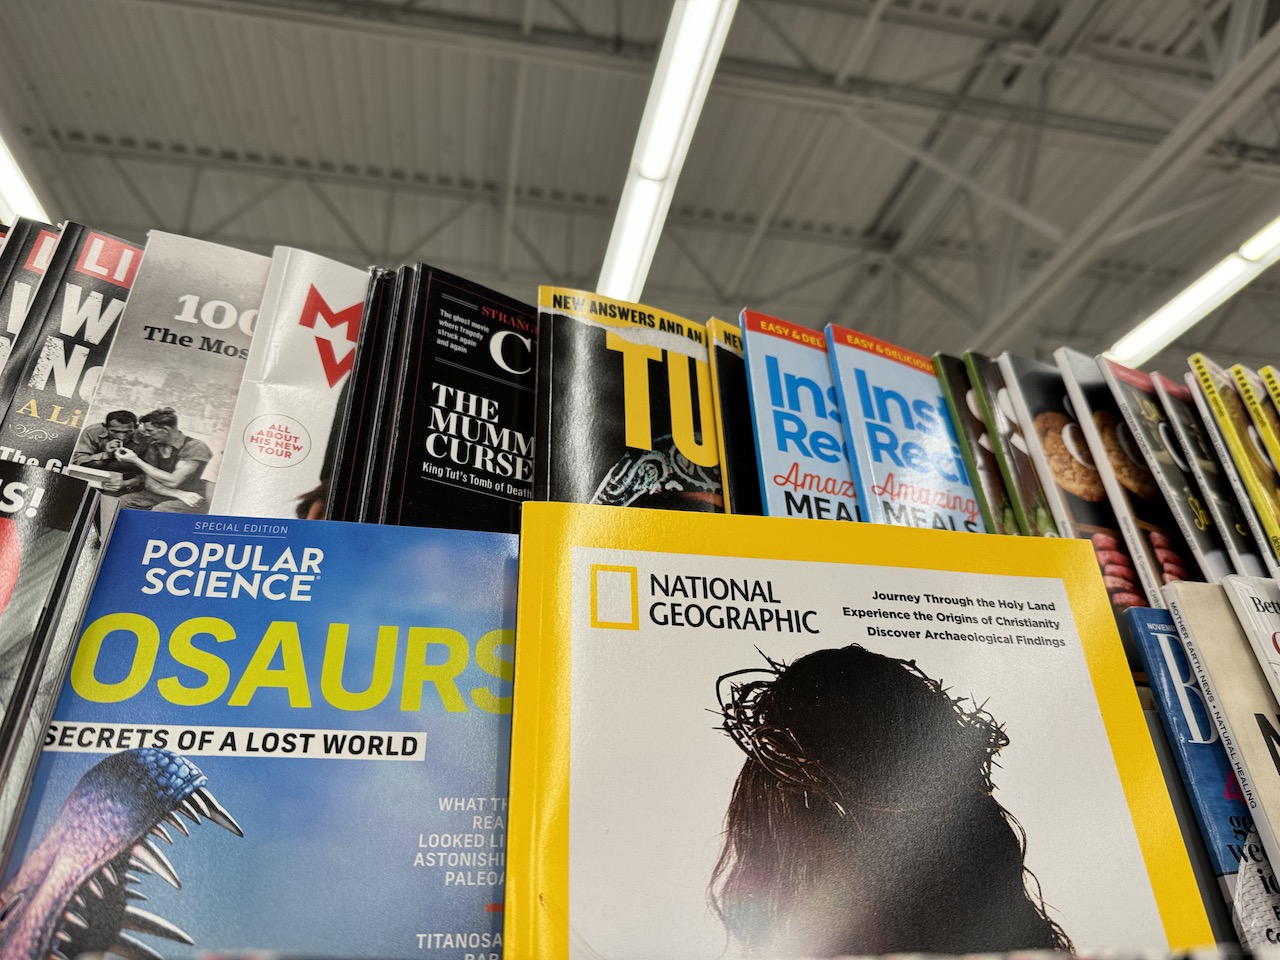 LI
W
N
A Li
The G
S!
100
The Mos
M
ALL
ABOUT
HIS NEW
TOUR
STRANG
The ghost movie
where tragedy
struck again
and again
C
THE
MUMM
CURSE
King Tut's Tomb of Death
NEW ANSWERS AND AN
TU
NEW
EASY & DEL
Ins
Rec
Amaz
MEAL
EASY & DELICIOUS
Inst
Reci
Amazing
MEALS
SPECIAL EDITION
POPULAR
SCIENCE
OSAURS
SECRETS OF A LOST WORLD
WHAT TH
REA
LOOKED LI
ASTONISHI
PALEOA
TITANOSA
NATIONAL
GEOGRAPHIC
Journey Through the Holy Land
Experience the Origins of Christianity
Discover Archaeological Findings
NOVEM
B
MOTHER EARTH NEWS • NATURAL HEALING
Bet